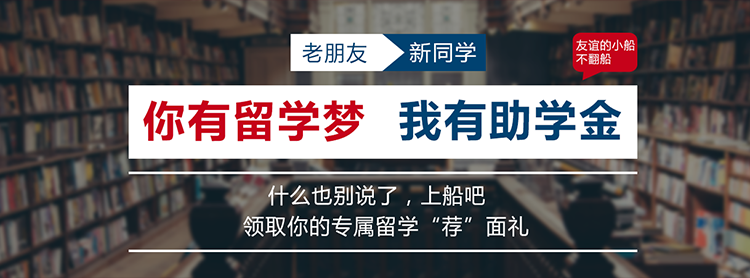 老朋友 新同学
友谊的小船
不翻船
你有留学梦 我有助学金
什么也别说了，上船吧
领取你的专属留学“荐”面礼